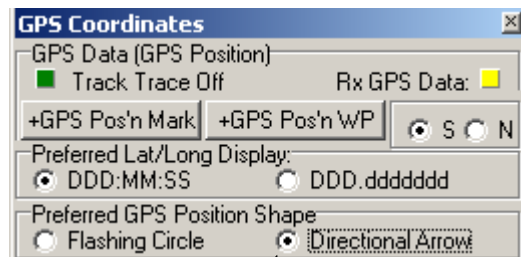 GPS Coordinates
GPS Data (GPS Position)
Track Trace Off Rx GPS Data:
+GPS Pos'n Mark +GPS Pos'n WP S N
Preferred Lat/Long Display:
DDD:MM:SS DDD.ddddddd
Preferred GPS Position Shape
Flashing Circle Directional Arrow